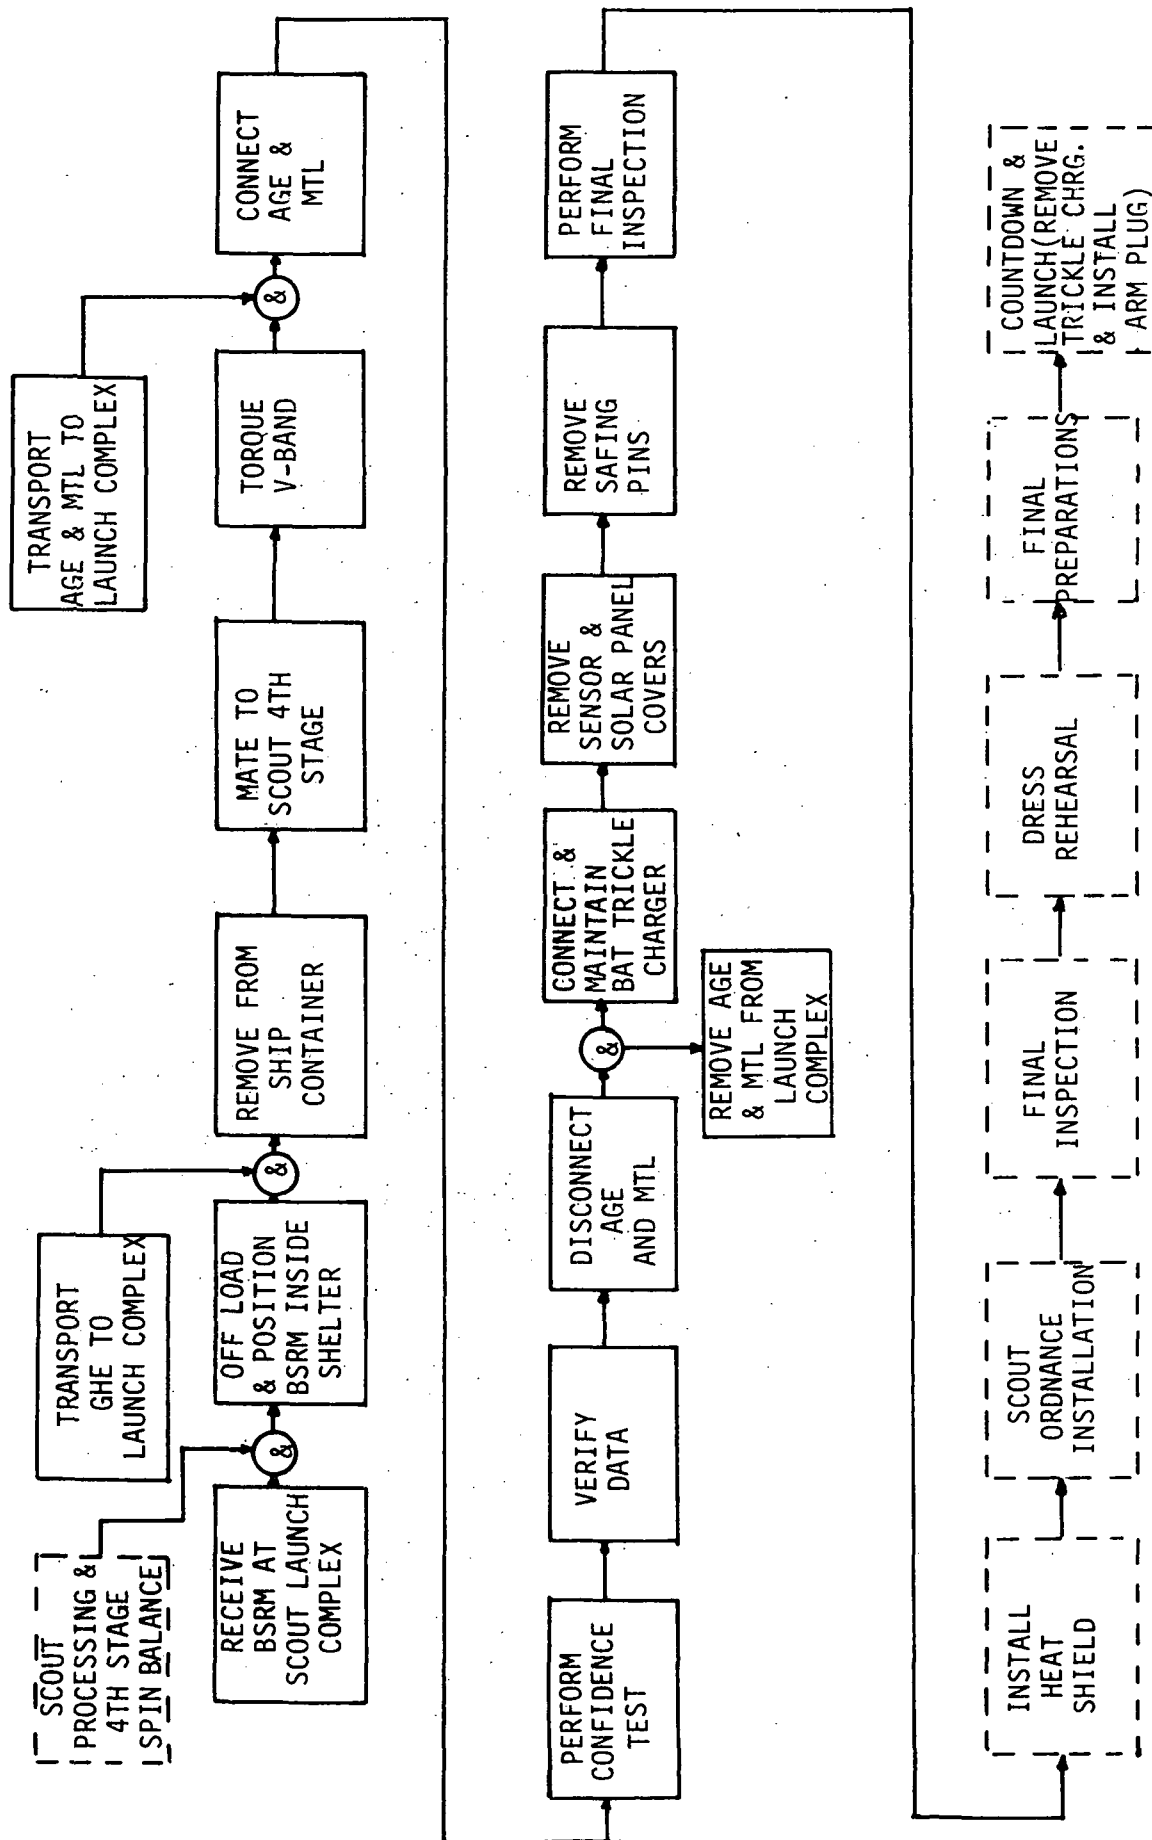 SCOUT
PROCESSING &
4TH STAGE
SPIN BALANCE
TRANSPORT
GHE TO
LAUNCH COMPLEX
TRANSPORT
AGE & MTL TO
LAUNCH COMPLEX
RECEIVE
BSRM AT
SCOUT LAUNCH
COMPLEX
&
OFF LOAD
& POSITION
BSRM INSIDE
SHELTER
&
REMOVE FROM
SHIP
CONTAINER
MATE TO
SCOUT 4TH
STAGE
TORQUE
V-BAND
&
CONNECT
AGE &
MTL
PERFORM
CONFIDENCE
TEST
VERIFY
DATA
DISCONNECT
AGE
AND MTL
&
REMOVE AGE
& MTL FROM
LAUNCH
COMPLEX
CONNECT &
MAINTAIN
BAT TRICKLE
CHARGER
REMOVE
SENSOR &
SOLAR PANEL
COVERS
REMOVE
SAFING
PINS
PERFORM
FINAL
INSPECTION
INSTALL
HEAT
SHIELD
SCOUT
ORDNANCE
INSTALLATION
FINAL
INSPECTION
DRESS
REHEARSAL
FINAL
PREPARATIONS
COUNTDOWN &
LAUNCH(REMOVE
TRICKLE CHRG.
& INSTALL
ARM PLUG)